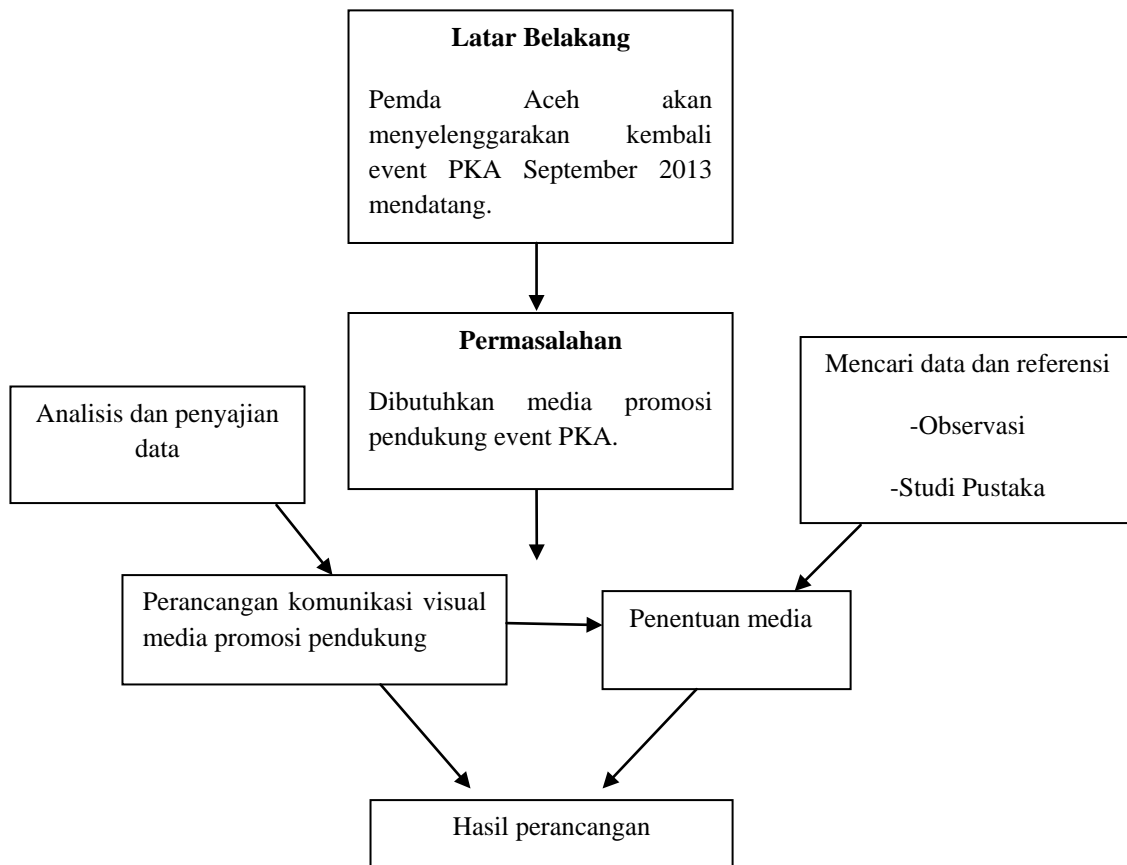 Latar Belakang
Pemda Aceh akan
menyelenggarakan kembali
event PKA September 2013
mendatang.
Permasalahan
Dibutuhkan media promosi
pendukung event PKA.
Mencari data dan referensi
-Observasi
-Studi Pustaka
Analisis dan penyajian
data
Perancangan komunikasi visual
media promosi pendukung
Penentuan media
Hasil perancangan